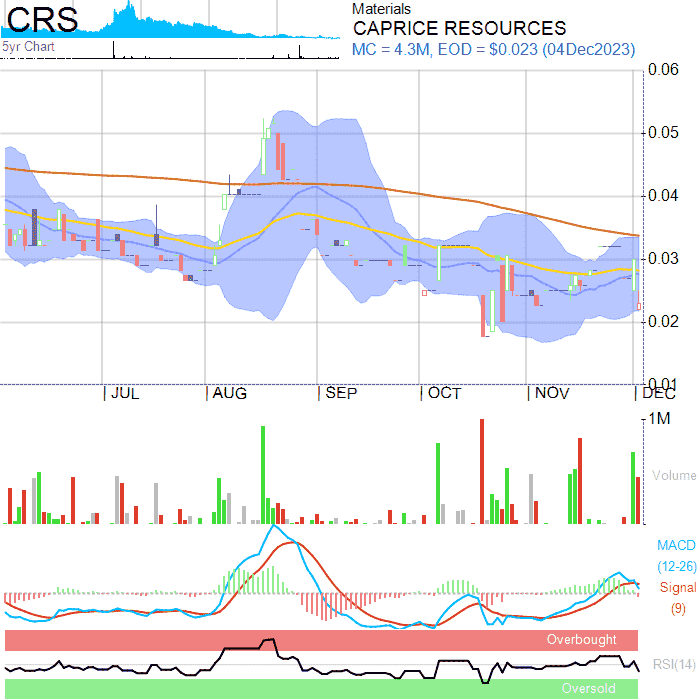 CRS
5yr Chart
Materials
CAPRICE RESOURCES
MC = 4.3M, EOD = $0.023 (04Dec2023)
0.06
0.05
0.04
0.03
0.02
0.01
JUL AUG SEP OCT NOV DEC
1M
Volume
MACD
(12-26)
Signal
(9)
Overbought
RSI(14)
Oversold